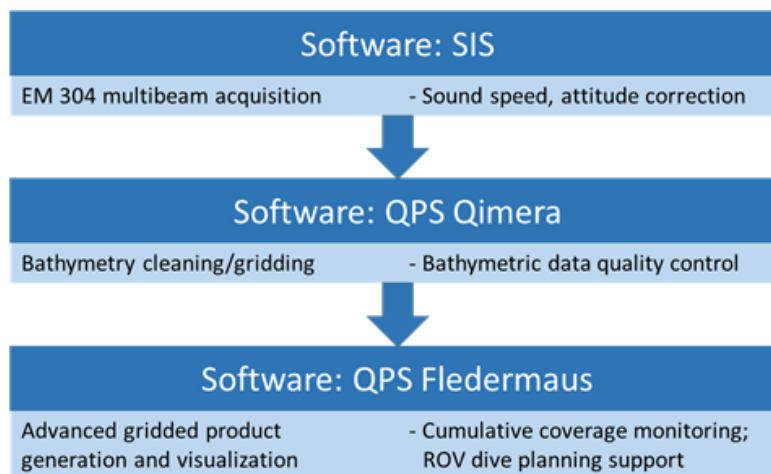 Software: SIS
EM 304 multibeam acquisition
- Sound speed, attitude correction
Software: QPS Qimera
Bathymetry cleaning/gridding
- Bathymetric data quality control
Software: QPS Fledermaus
Advanced gridded product
generation and visualization
- Cumulative coverage monitoring;
ROV dive planning support